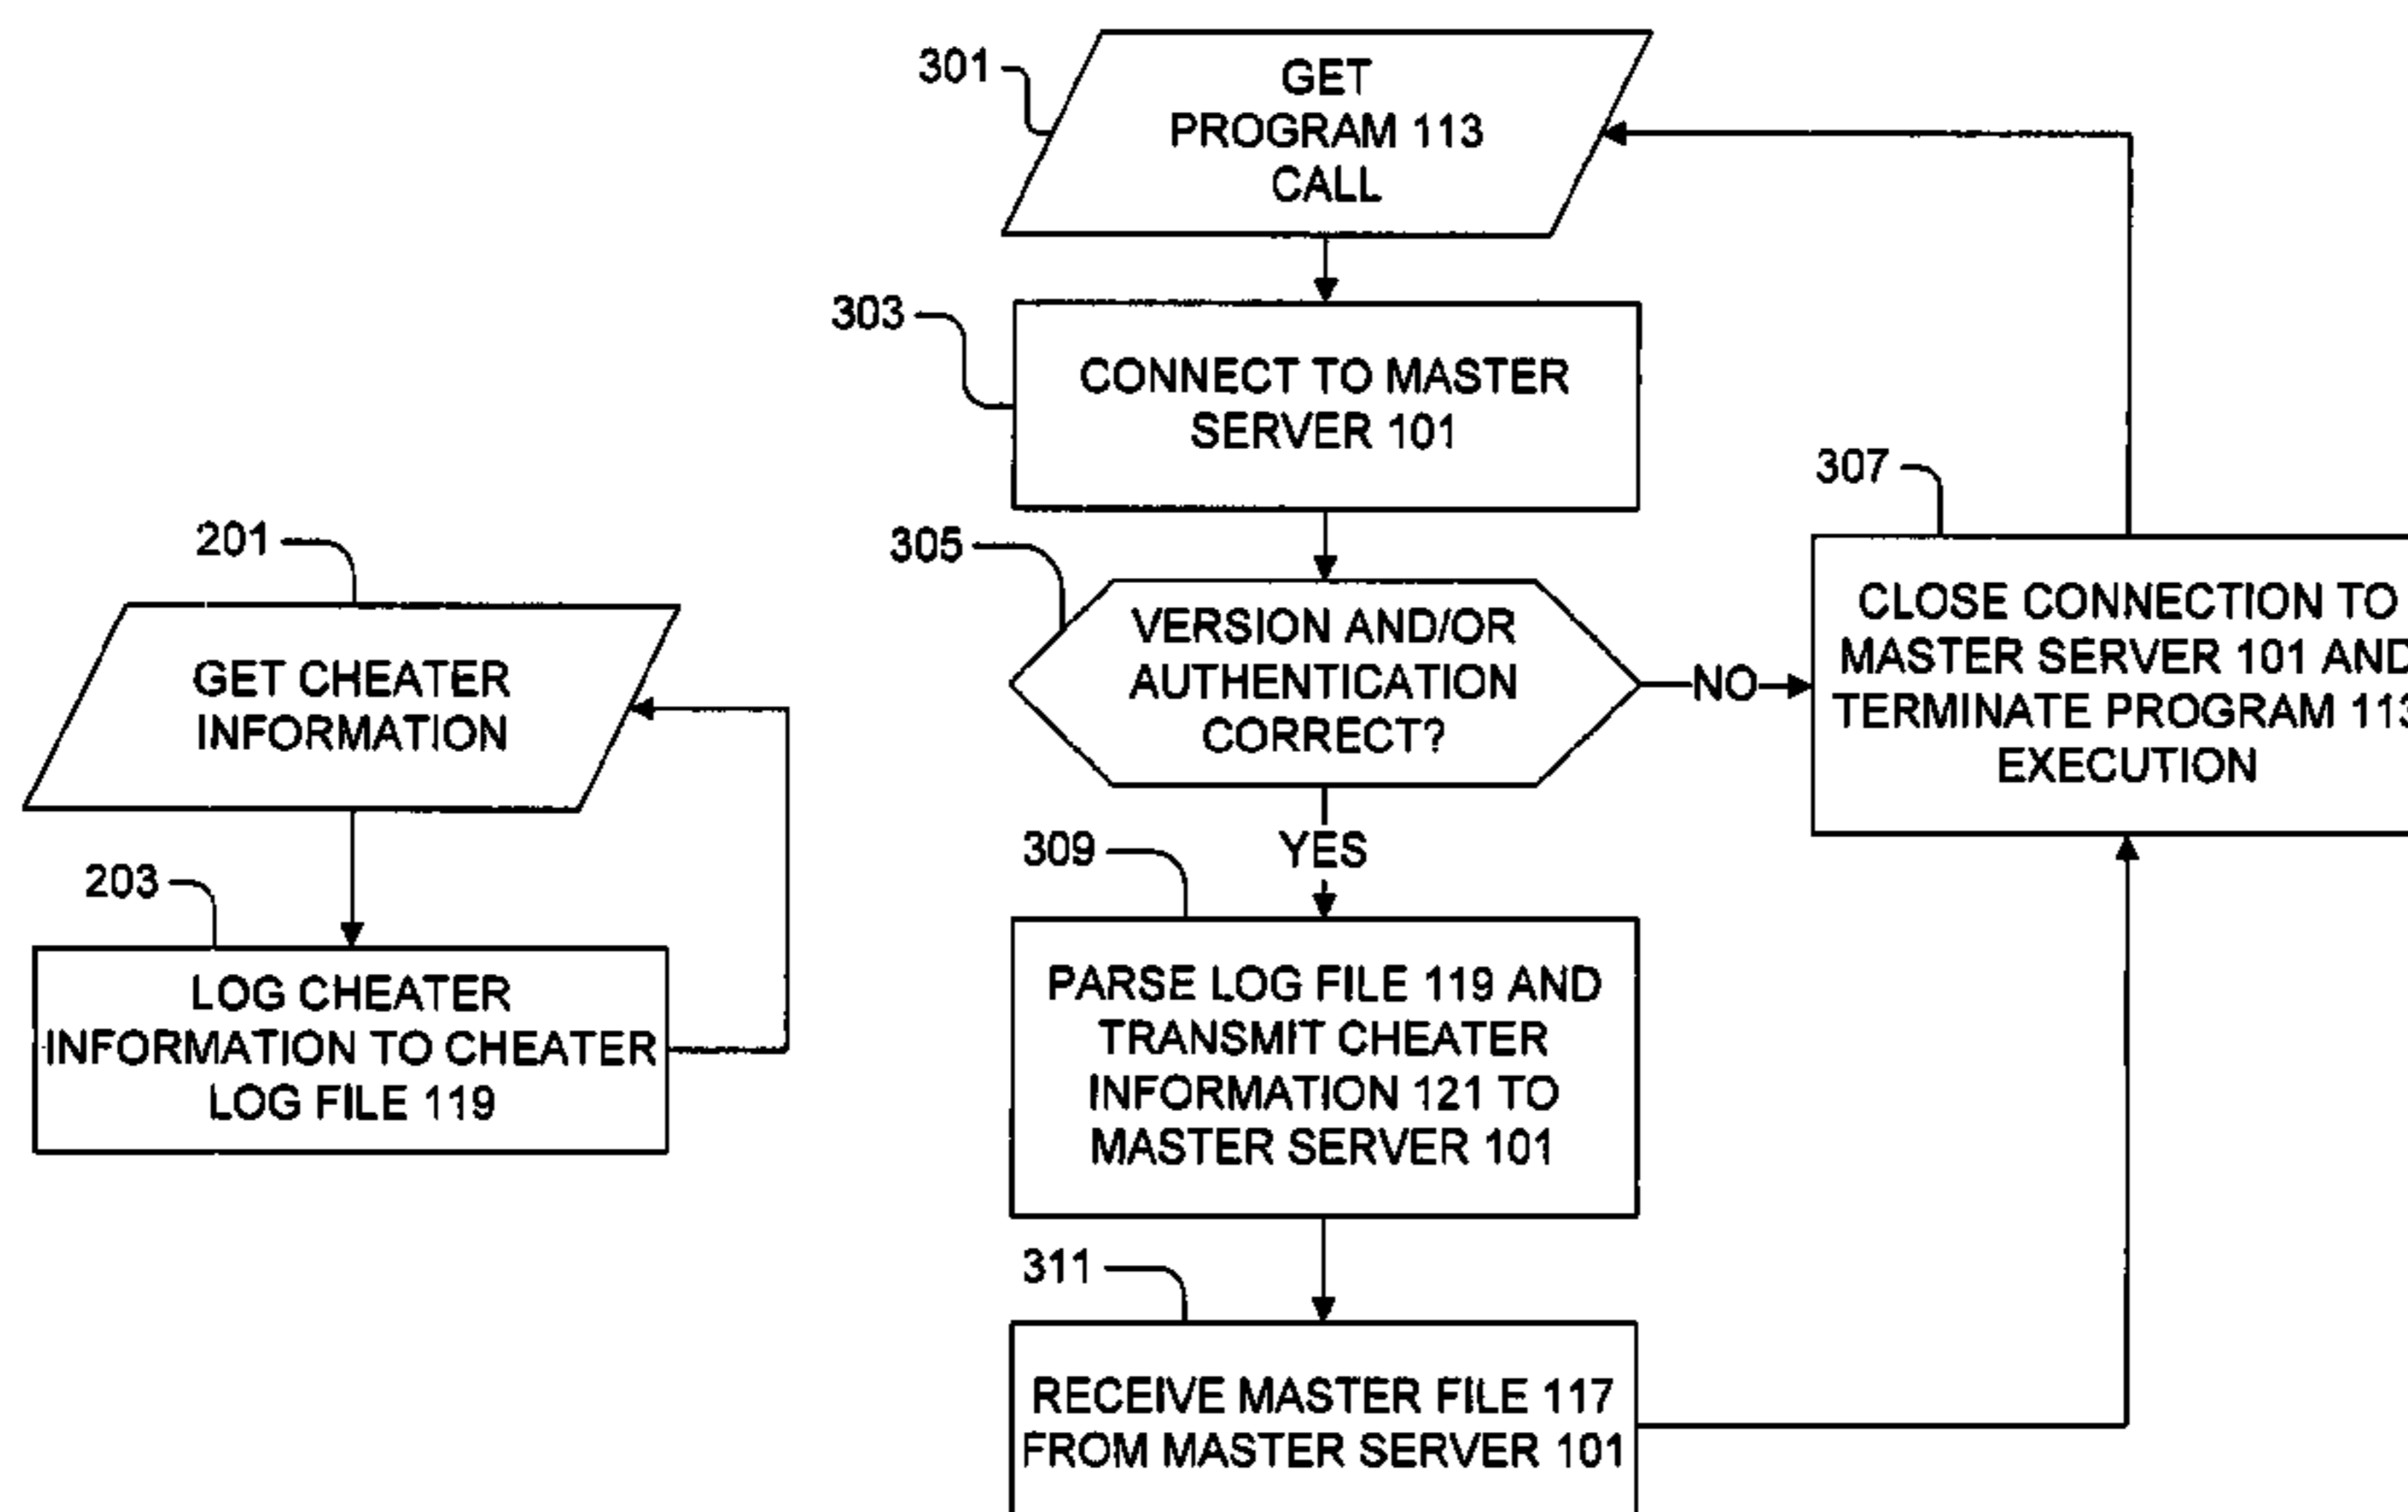 201
GET CHEATER
INFORMATION
203
LOG CHEATER
INFORMATION TO CHEATER
LOG FILE 119
301
GET
PROGRAM 113
CALL
303
CONNECT TO MASTER
SERVER 101
305
VERSION AND/OR
AUTHENTICATION
CORRECT?
NO
307
CLOSE CONNECTION TO
MASTER SERVER 101 AND
TERMINATE PROGRAM 113
EXECUTION
YES
309
PARSE LOG FILE 119 AND
TRANSMIT CHEATER
INFORMATION 121 TO
MASTER SERVER 101
311
RECEIVE MASTER FILE 117
FROM MASTER SERVER 101